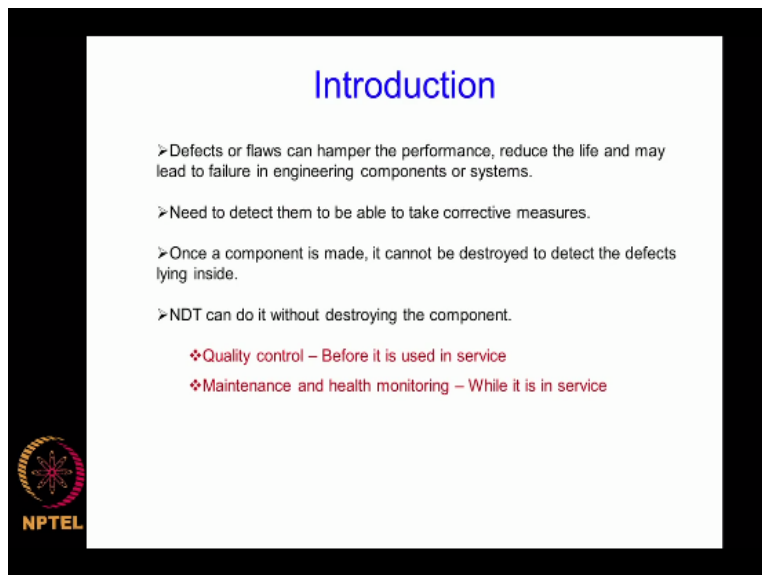 Introduction
➢Defects or flaws can hamper the performance, reduce the life and may
lead to failure in engineering components or systems.
➢Need to detect them to be able to take corrective measures.
➢Once a component is made, it cannot be destroyed to detect the defects
lying inside.
➢NDT can do it without destroying the component.
❖Quality control – Before it is used in service
❖Maintenance and health monitoring – While it is in service
NPTEL